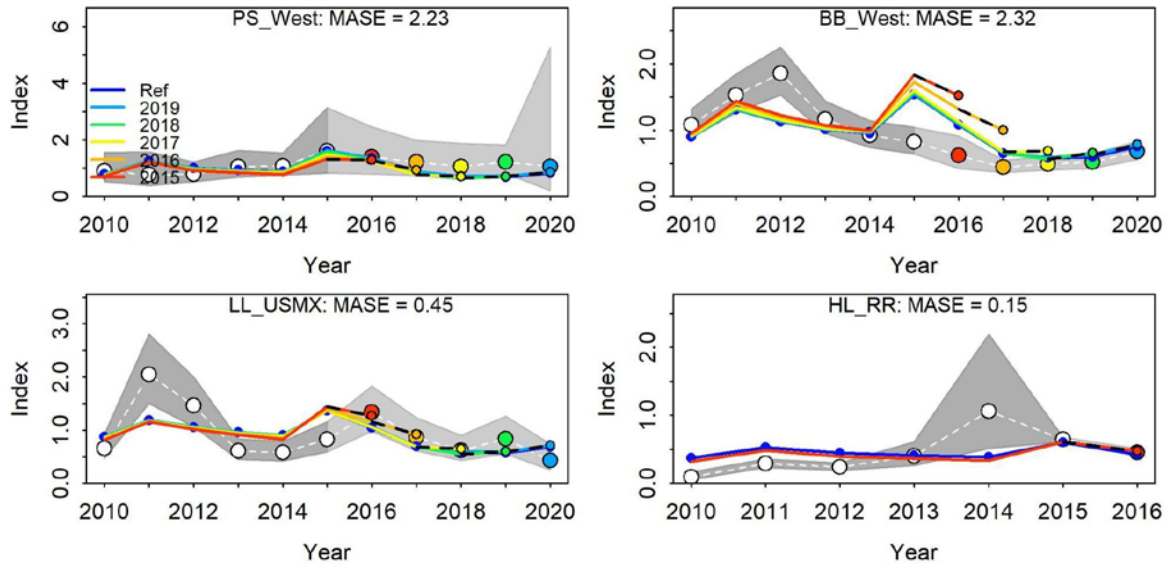 PS_West: MASE = 2.23
Index
6
4
2
0
Ref
2019
2018
2017
2016
2015
2010 2012 2014 2016 2018 2020
Year
BB_West: MASE = 2.32
Index
2.0
1.0
0.0
2010 2012 2014 2016 2018 2020
Year
LL_USMX: MASE = 0.45
Index
3.0
2.0
1.0
0.0
2010 2012 2014 2016 2018 2020
Year
HL_RR: MASE = 0.15
Index
2.0
1.0
0.0
2010 2011 2012 2013 2014 2015 2016
Year